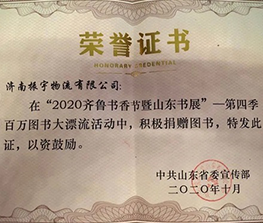 荣誉证书
HONORARY CREDENTIAL
济南振宇物流有限公司:
在“2020齐鲁书香节暨山东书展”—第四季
百万图书大漂流活动中，积极捐赠图书，特发此
证，以资鼓励。
中共山东省委宣传部
二〇二〇年十月